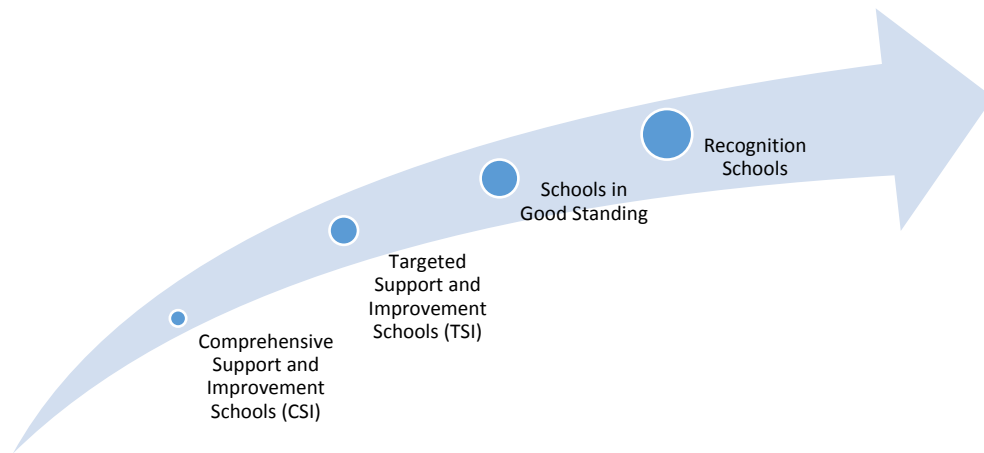 Recognition
Schools
Schools in
Good Standing
Targeted
Support and
Improvement
Schools (TSI)
Comprehensive
Support and
Improvement
Schools (CSI)